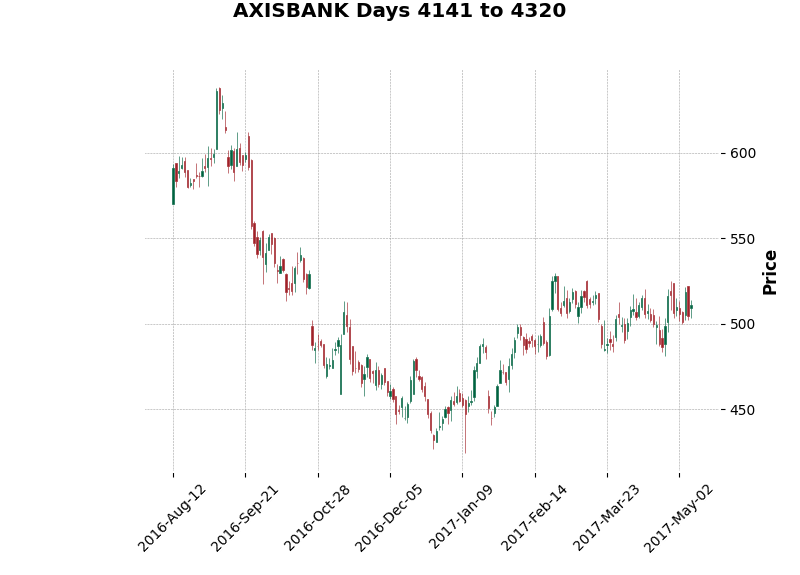 AXISBANK Days 4141 to 4320
600
550
500
450
Price
2016-Aug-12
2016-Sep-21
2016-Oct-28
2016-Dec-05
2017-Jan-09
2017-Feb-14
2017-Mar-23
2017-May-02